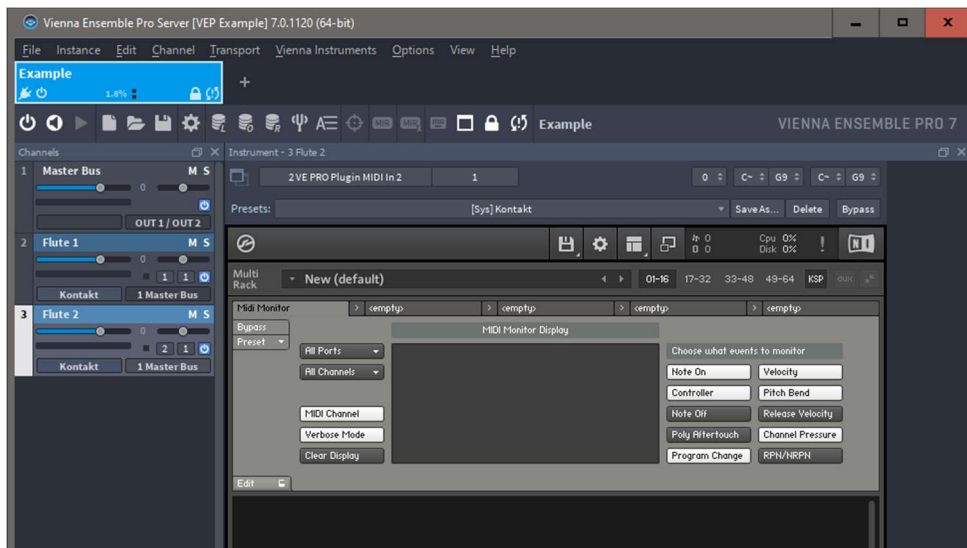 Vienna Ensemble Pro Server [VEP Example] 7.0.1120 (64-bit)
File Instance Edit Channel Transport Vienna Instruments Options View Help
Example
1.8%
+
Example
VIENNA ENSEMBLE PRO 7
Channels
Instrument - 3 Flute 2
1 Master Bus M S
0
OUT 1 / OUT 2
2 Flute 1 M S
0
1 1
Kontakt 1 Master Bus
3 Flute 2 M S
0
2 1
Kontakt 1 Master Bus
2 VE PRO Plugin MIDI In 2 1 0 C~ G9 C~ G9
Presets: [Sys] Kontakt Save As... Delete Bypass
0 Cpu 0%
0 Disk 0% !
Multi
Rack
New (default) 01-16 17-32 33-48 49-64 KSP aux
Midi Monitor > <empty> > <empty> > <empty> > <empty>
Bypass
Preset
MIDI Monitor Display
All Ports
All Channels
MIDI Channel
Verbose Mode
Clear Display
Choose what events to monitor
Note On Velocity
Controller Pitch Bend
Note Off Release Velocity
Poly Aftertouch Channel Pressure
Program Change RPN/NRPN
Edit